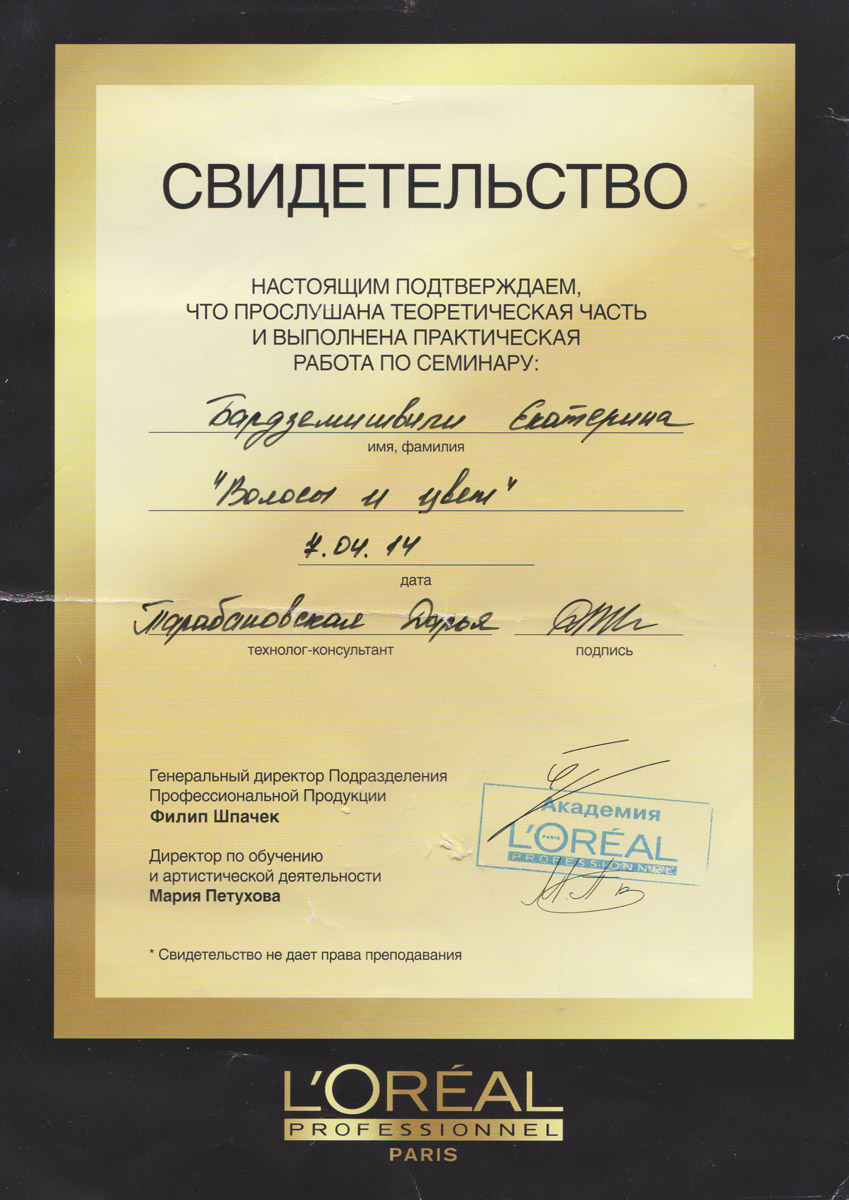 СВИДЕТЕЛЬСТВО
НАСТОЯЩИМ ПОДТВЕРЖДАЕМ,
ЧТО ПРОСЛУШАНА ТЕОРЕТИЧЕСКАЯ ЧАСТЬ
И ВЫПОЛНЕНА ПРАКТИЧЕСКАЯ
РАБОТА ПО СЕМИНАРУ:
Бардземишвили Екатерина
имя, фамилия
"Волосы и цвет"
7.04.14
дата
Тарабановская Дарья
технолог-консультант
подпись
Генеральный директор Подразделения
Профессиональной Продукции
Филип Шпачек
Академия
L'ORÉAL
PARIS
PROFESSIONNEL
Директор по обучению
и артистической деятельности
Мария Петухова
* Свидетельство не дает права преподавания
L'ORÉAL
PROFESSIONNEL
PARIS